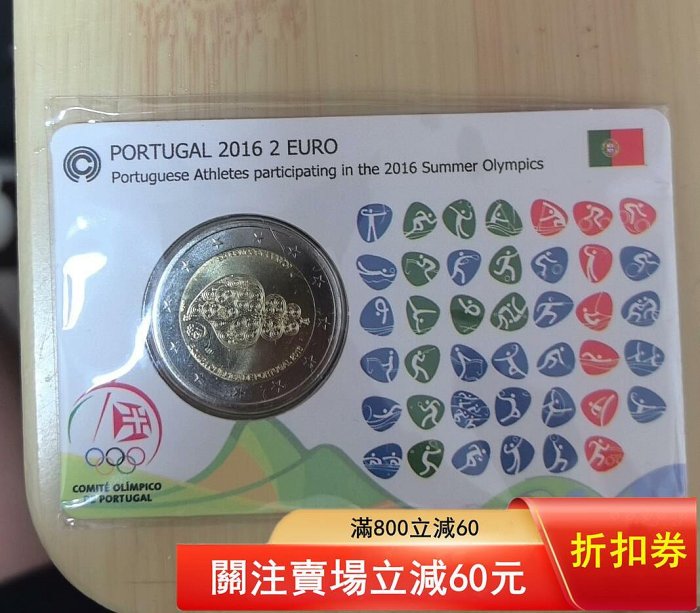 PORTUGAL 2016 2 EURO
Portuguese Athletes participating in the 2016 Summer Olympics
COMITÉ OLÍMPICO
DE PORTUGAL
滿800立減60
關注賣場立減60元
折扣券